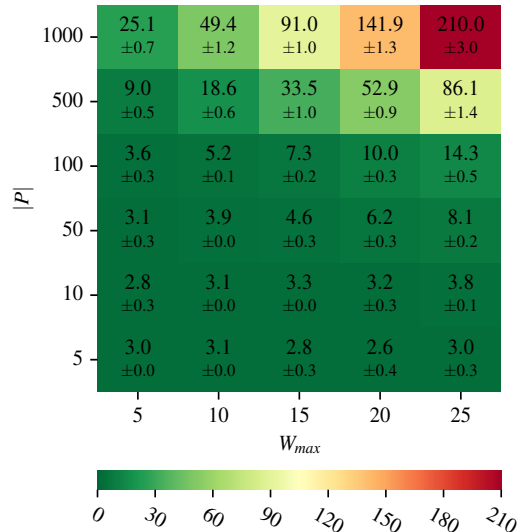 1000 25.1 49.4 91.0 141.9 210.0
±0.7 ±1.2 ±1.0 ±1.3 ±3.0
500 9.0 18.6 33.5 52.9 86.1
±0.5 ±0.6 ±1.0 ±0.9 ±1.4
100 3.6 5.2 7.3 10.0 14.3
±0.3 ±0.1 ±0.2 ±0.3 ±0.5
|P|
50 3.1 3.9 4.6 6.2 8.1
±0.3 ±0.0 ±0.3 ±0.3 ±0.2
10 2.8 3.1 3.3 3.2 3.8
±0.3 ±0.0 ±0.0 ±0.3 ±0.1
5 3.0 3.1 2.8 2.6 3.0
±0.0 ±0.0 ±0.3 ±0.4 ±0.3
5 10 15 20 25
W_max
0 30 60 90 120 150 180 210